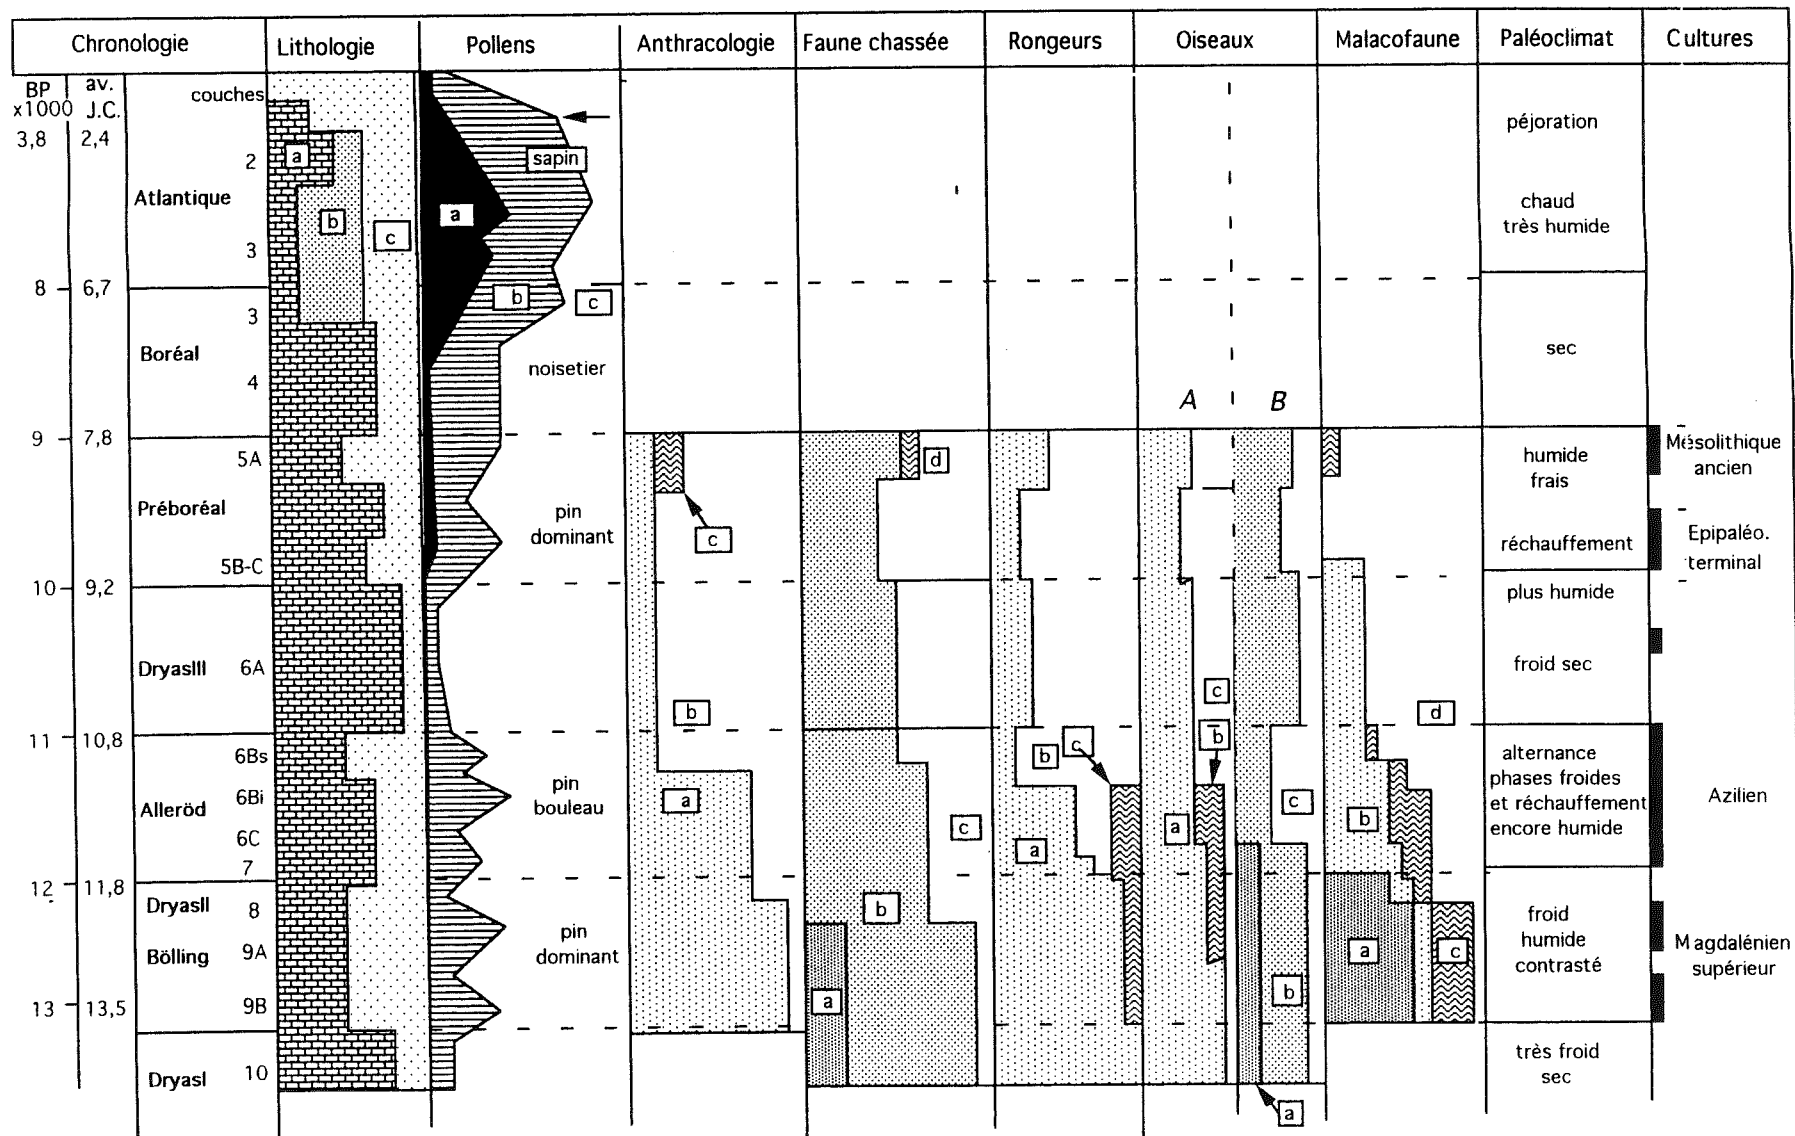 Chronologie
Lithologie
Pollens
Anthracologie
Faune chassée
Rongeurs
Oiseaux
Malacofaune
Paléoclimat
Cultures
BP
x1000
av.
J.C.
couches
3,8
2,4
2
Atlantique
3
8
6,7
3
Boréal
4
9
7,8
5A
Préboréal
5B-C
10
9,2
DryasIII
6A
11
10,8
6Bs
6Bi
Alleröd
6C
7
12
11,8
DryasII
8
Bölling
9A
13
13,5
9B
DryasI
10
a
b
c
sapin
a
b
c
noisetier
pin
dominant
pin
bouleau
pin
dominant
c
b
a
d
c
b
a
b
c
a
A
B
c
b
a
c
b
a
d
b
a
c
péjoration
chaud
très humide
sec
humide
frais
réchauffement
plus humide
froid sec
alternance
phases froides
et réchauffement
encore humide
froid
humide
contrasté
très froid
sec
Mésolithique
ancien
Epipaléo.
terminal
Azilien
Magdalénien
supérieur